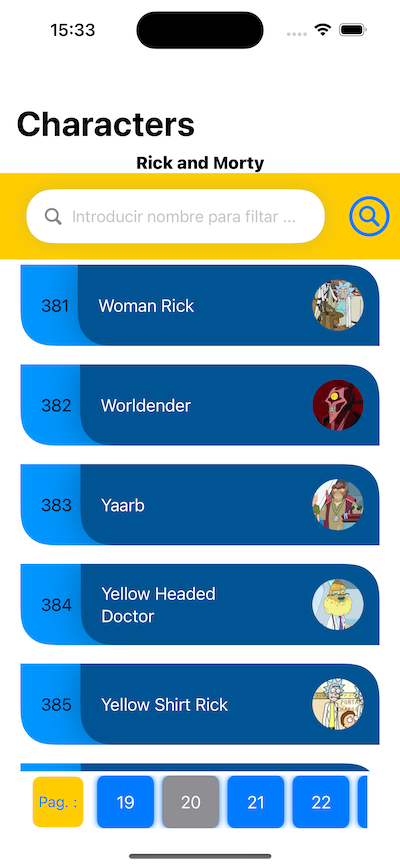 15:33
Characters
Rick and Morty
Introducir nombre para filtar ...
381 Woman Rick
382 Worldender
383 Yaarb
384 Yellow Headed
Doctor
385 Yellow Shirt Rick
Pag. : 19 20 21 22